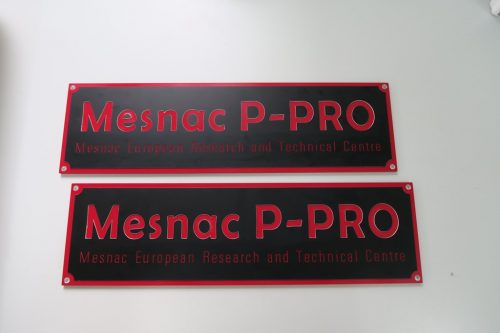 Mesnac P-PRO
Mesnac European Research and Technical Centre
Mesnac P-PRO
Mesnac European Research and Technical Centre